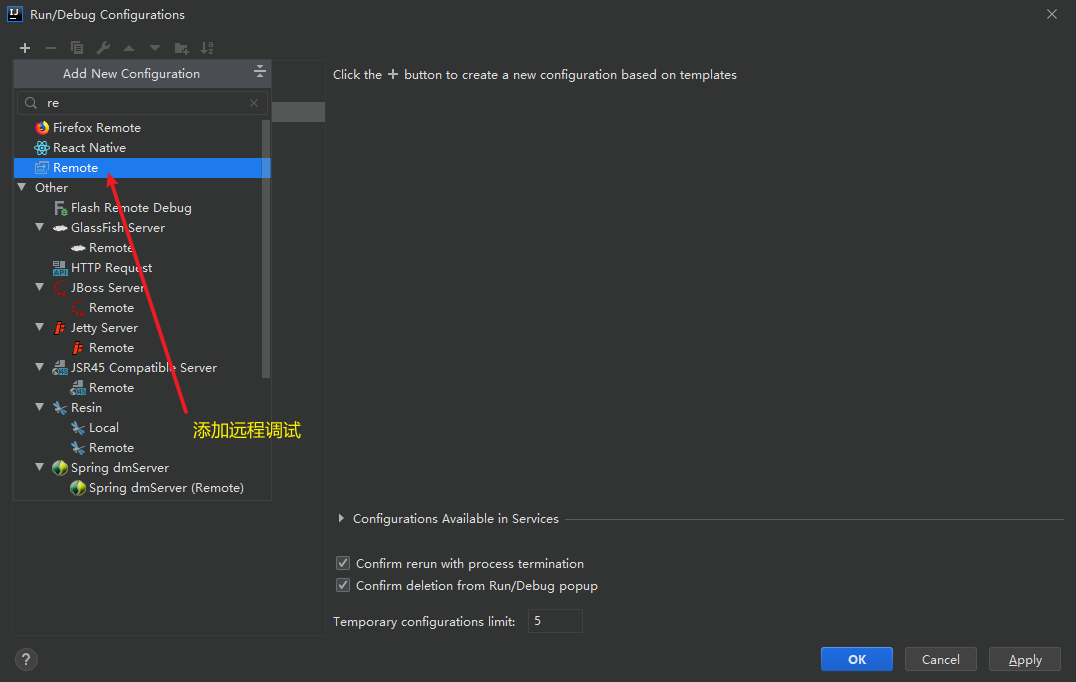 Run/Debug Configurations
Add New Configuration
re
Firefox Remote
React Native
Remote
Other
Flash Remote Debug
GlassFish Server
Remote
HTTP Request
JBoss Server
Remote
Jetty Server
Remote
JSR45 Compatible Server
Remote
Resin
Local
添加远程调试
Remote
Spring dmServer
Spring dmServer (Remote)
Click the + button to create a new configuration based on templates
Configurations Available in Services
Confirm rerun with process termination
Confirm deletion from Run/Debug popup
Temporary configurations limit: 5
? OK Cancel Apply